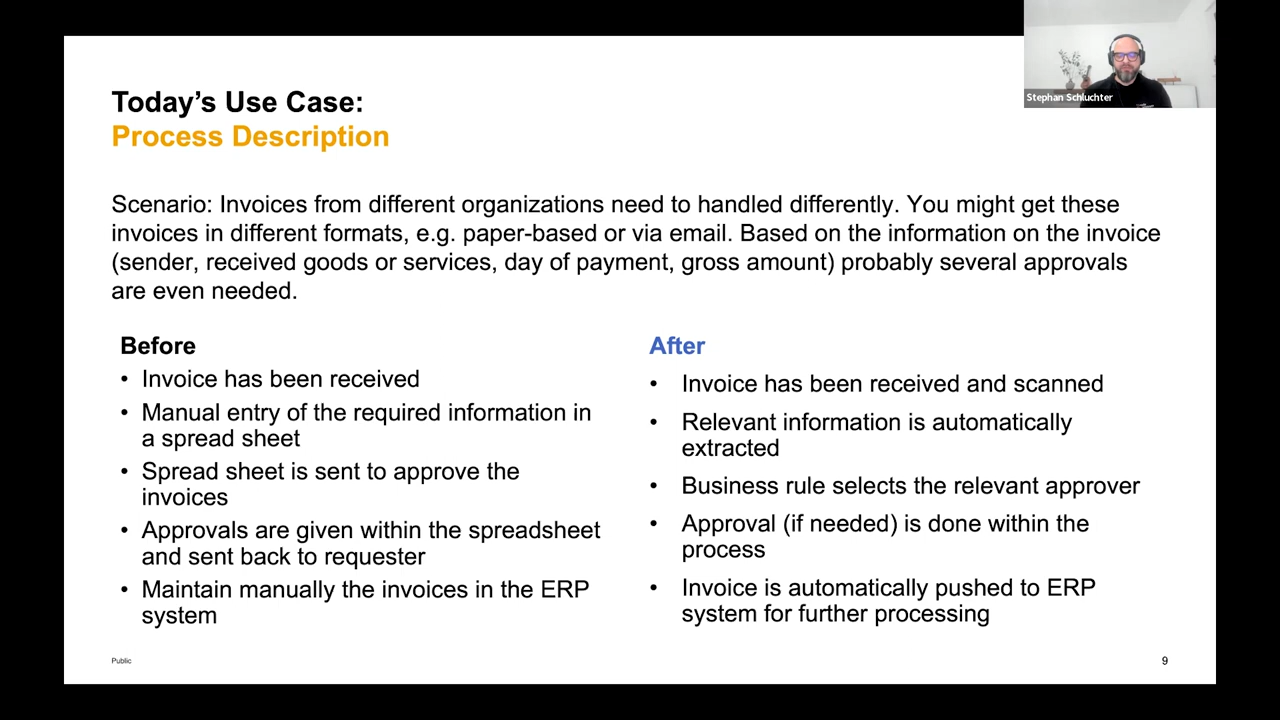 Stephan Schluchter
Today's Use Case:
Process Description
Scenario: Invoices from different organizations need to handled differently. You might get these
invoices in different formats, e.g. paper-based or via email. Based on the information on the invoice
(sender, received goods or services, day of payment, gross amount) probably several approvals
are even needed.
Before
• Invoice has been received
• Manual entry of the required information in
a spread sheet
• Spread sheet is sent to approve the
invoices
• Approvals are given within the spreadsheet
and sent back to requester
• Maintain manually the invoices in the ERP
system
After
• Invoice has been received and scanned
• Relevant information is automatically
extracted
• Business rule selects the relevant approver
• Approval (if needed) is done within the
process
• Invoice is automatically pushed to ERP
system for further processing
Public
9